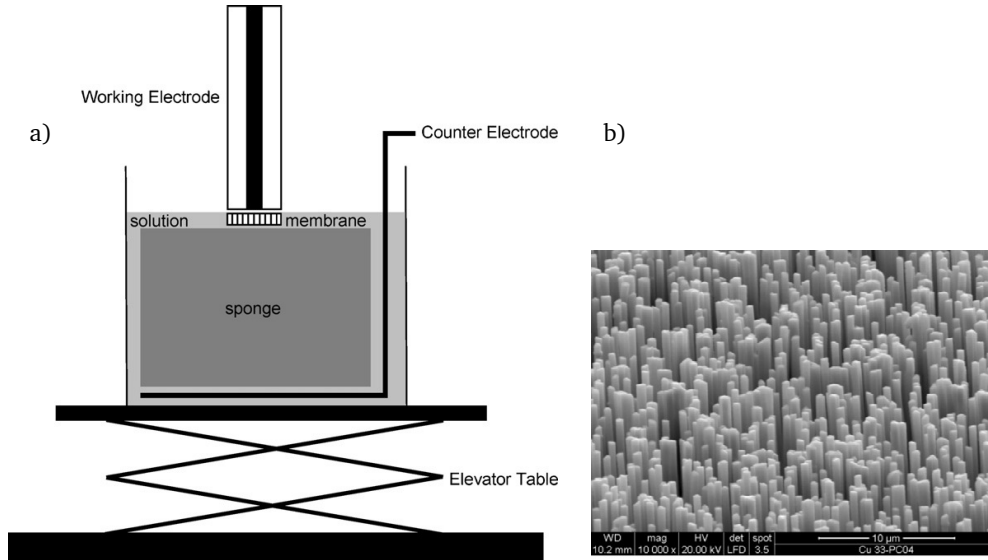 Working Electrode
a)
Counter Electrode
b)
solution
membrane
sponge
Elevator Table
WD mag HV det spot
10.2 mm 10 000 x 20.00 kV LFD 3.5
10 µm
Cu 33-PC04